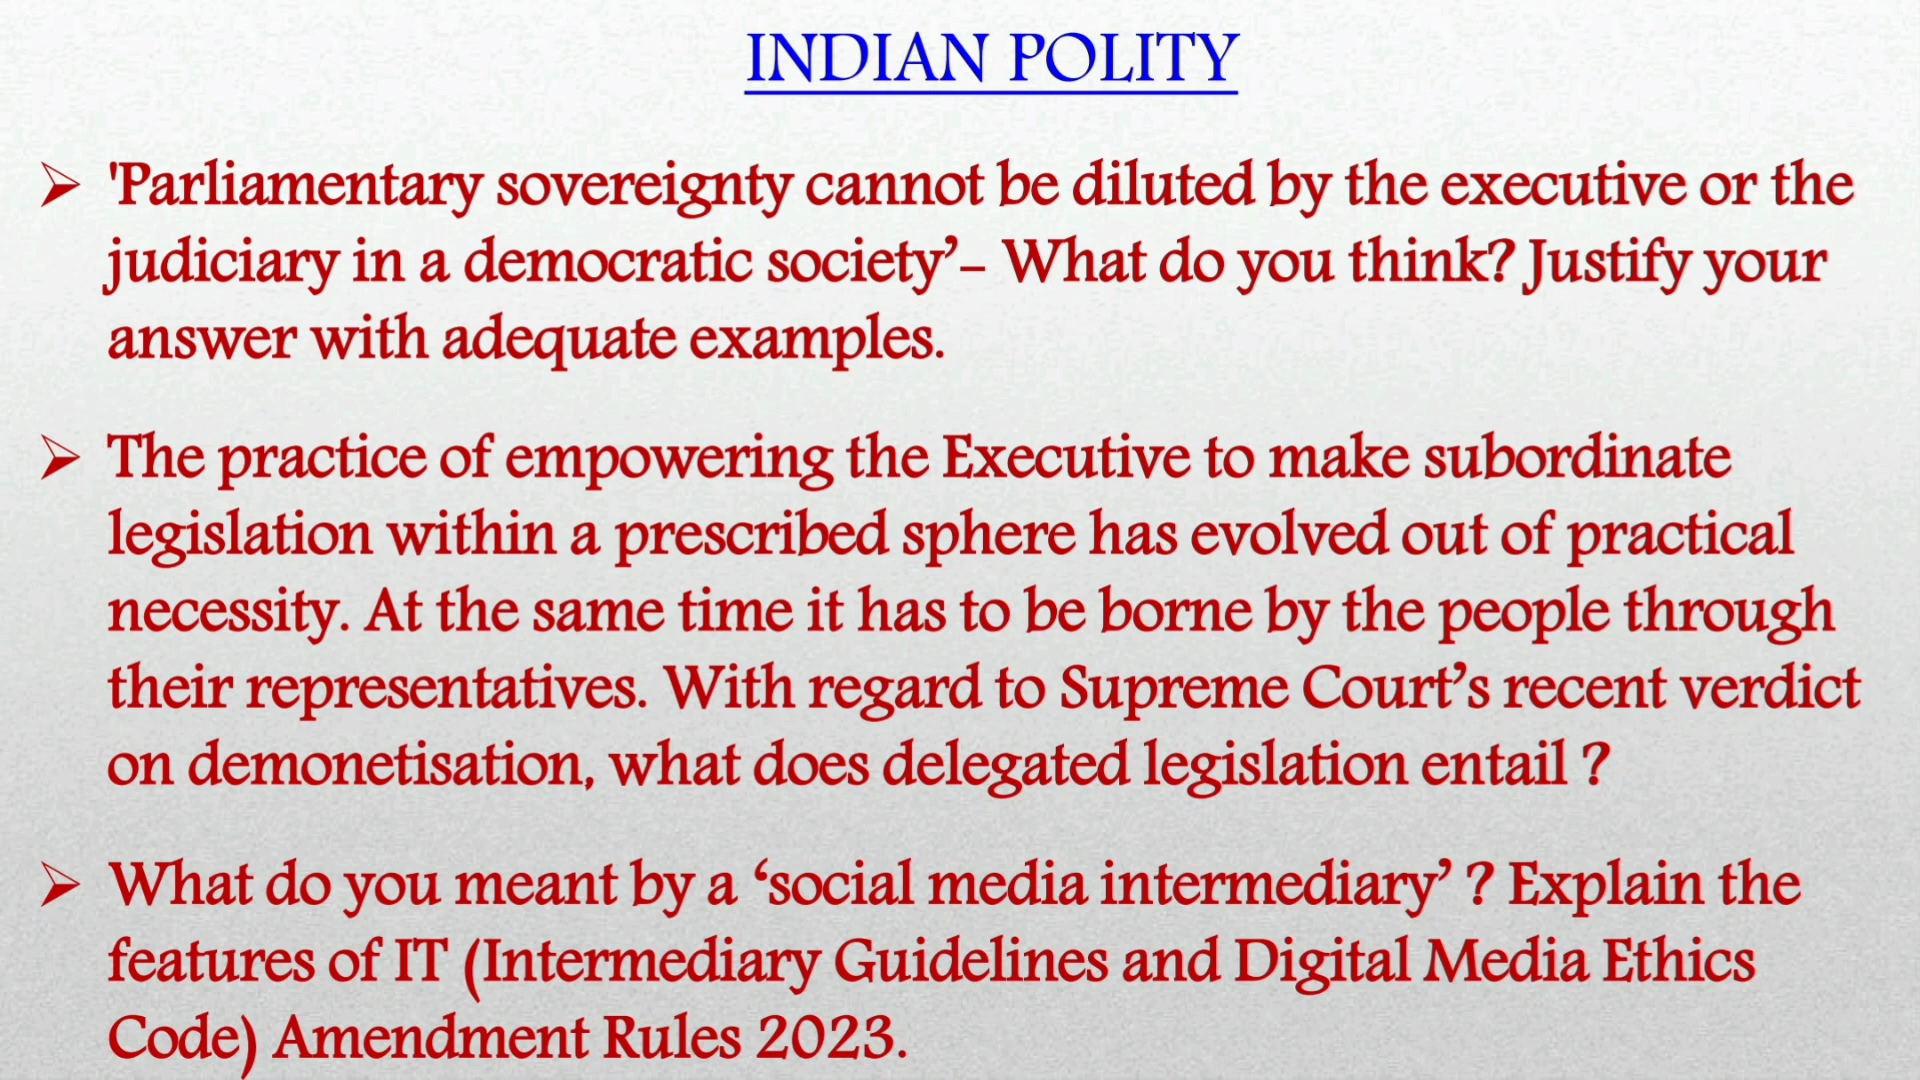 INDIAN POLITY
'Parliamentary sovereignty cannot be diluted by the executive or the
judiciary in a democratic society’– What do you think? Justify your
answer with adequate examples.
The practice of empowering the Executive to make subordinate
legislation within a prescribed sphere has evolved out of practical
necessity. At the same time it has to be borne by the people through
their representatives. With regard to Supreme Court’s recent verdict
on demonetisation, what does delegated legislation entail ?
What do you meant by a ‘social media intermediary’ ? Explain the
features of IT (Intermediary Guidelines and Digital Media Ethics
Code) Amendment Rules 2023.